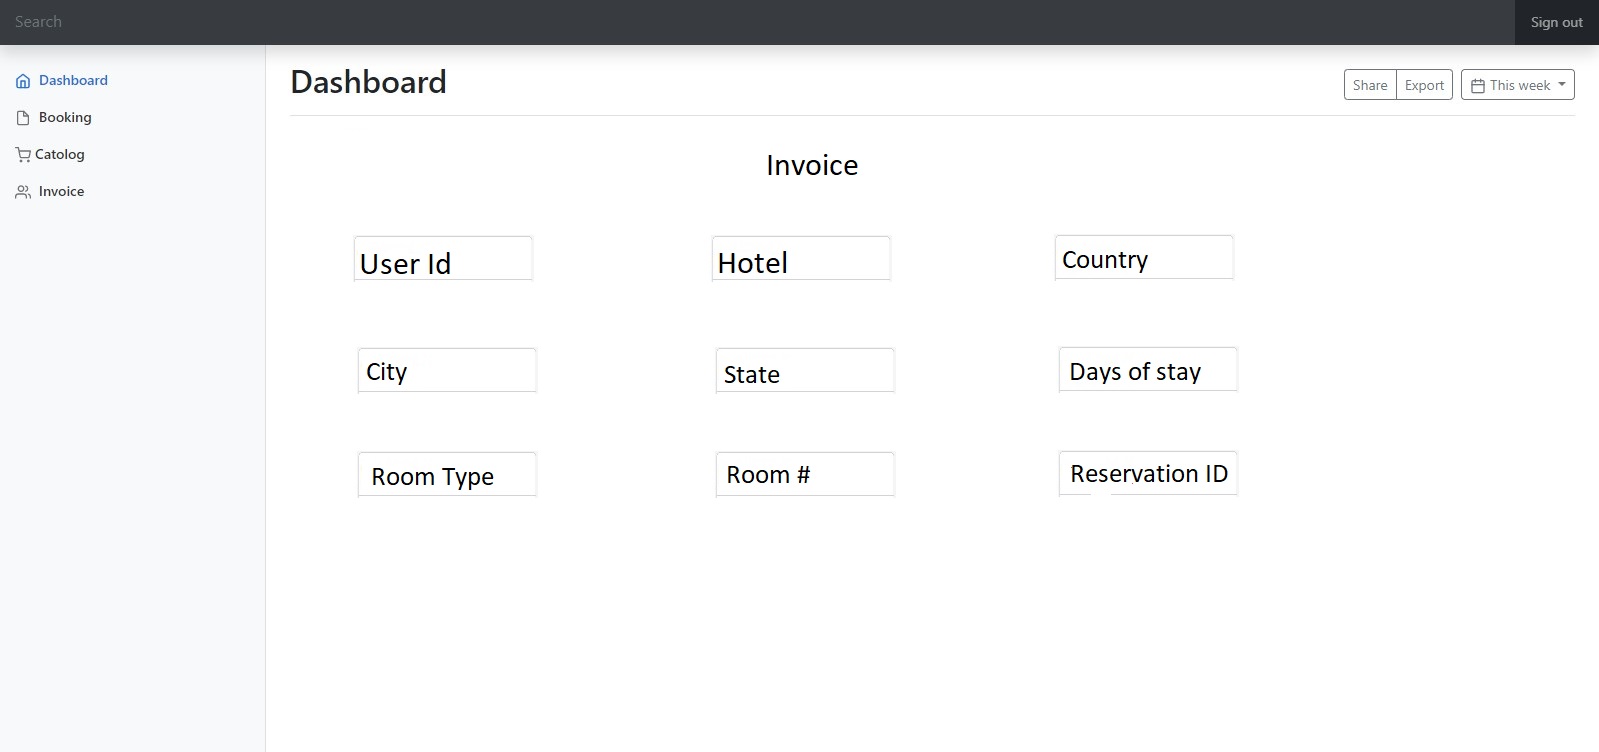 Search
Sign out
Dashboard
Booking
Catolog
Invoice
Dashboard
Share
Export
This week
Invoice
User Id
Hotel
Country
City
State
Days of stay
Room Type
Room #
Reservation ID